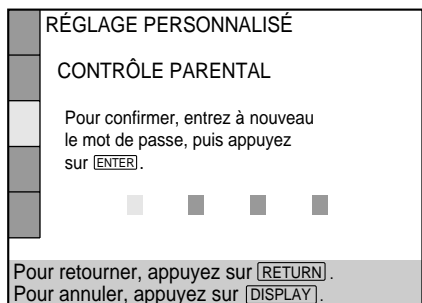 RÉGLAGE PERSONNALISÉ
CONTRÔLE PARENTAL
Pour confirmer, entrez à nouveau
le mot de passe, puis appuyez
sur ENTER.
Pour retourner, appuyez sur RETURN.
Pour annuler, appuyez sur DISPLAY.